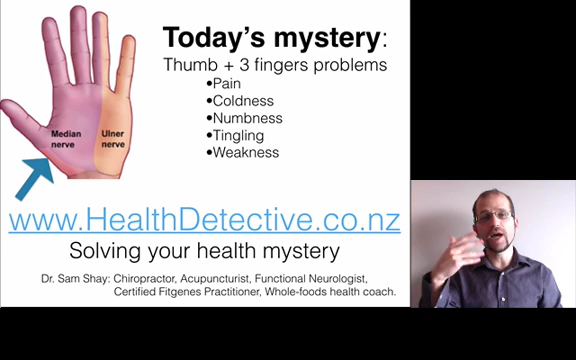 Today's mystery:
Thumb + 3 fingers problems
•Pain
•Coldness
•Numbness
•Tingling
•Weakness
Median nerve
Ulner nerve
www.HealthDetective.co.nz
Solving your health mystery
Dr. Sam Shay: Chiropractor, Acupuncturist, Functional Neurologist,
Certified Fitgenes Practitioner, Whole-foods health coach.